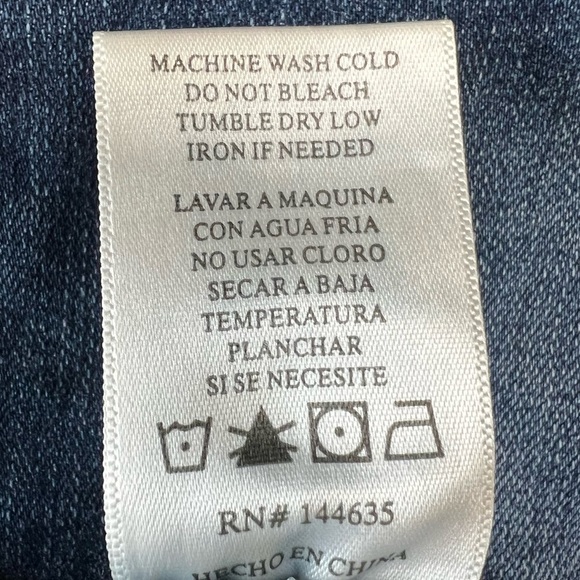 MACHINE WASH COLD
DO NOT BLEACH
TUMBLE DRY LOW
IRON IF NEEDED
LAVAR A MAQUINA
CON AGUA FRIA
NO USAR CLORO
SECAR A BAJA
TEMPERATURA
PLANCHAR
SI SE NECESITE
RN# 144635
HECHO EN CHINA